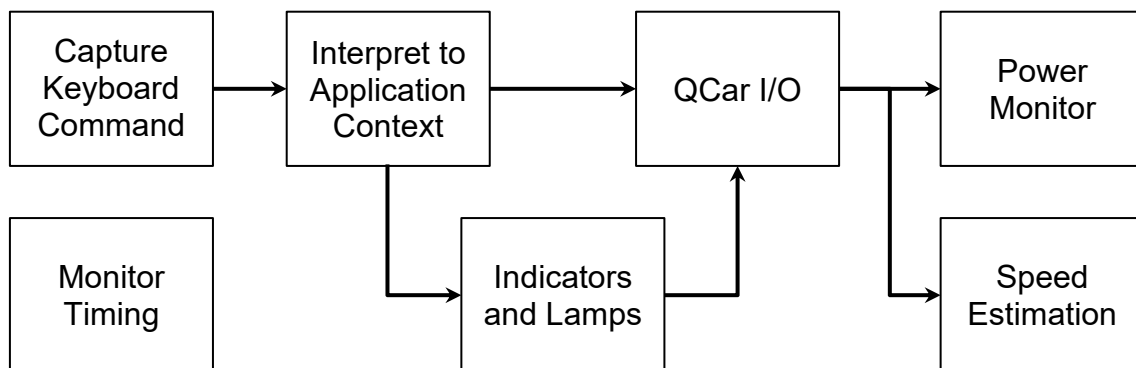 Capture
Keyboard
Command
Interpret to
Application
Context
QCar I/O
Power
Monitor
Monitor
Timing
Indicators
and Lamps
Speed
Estimation